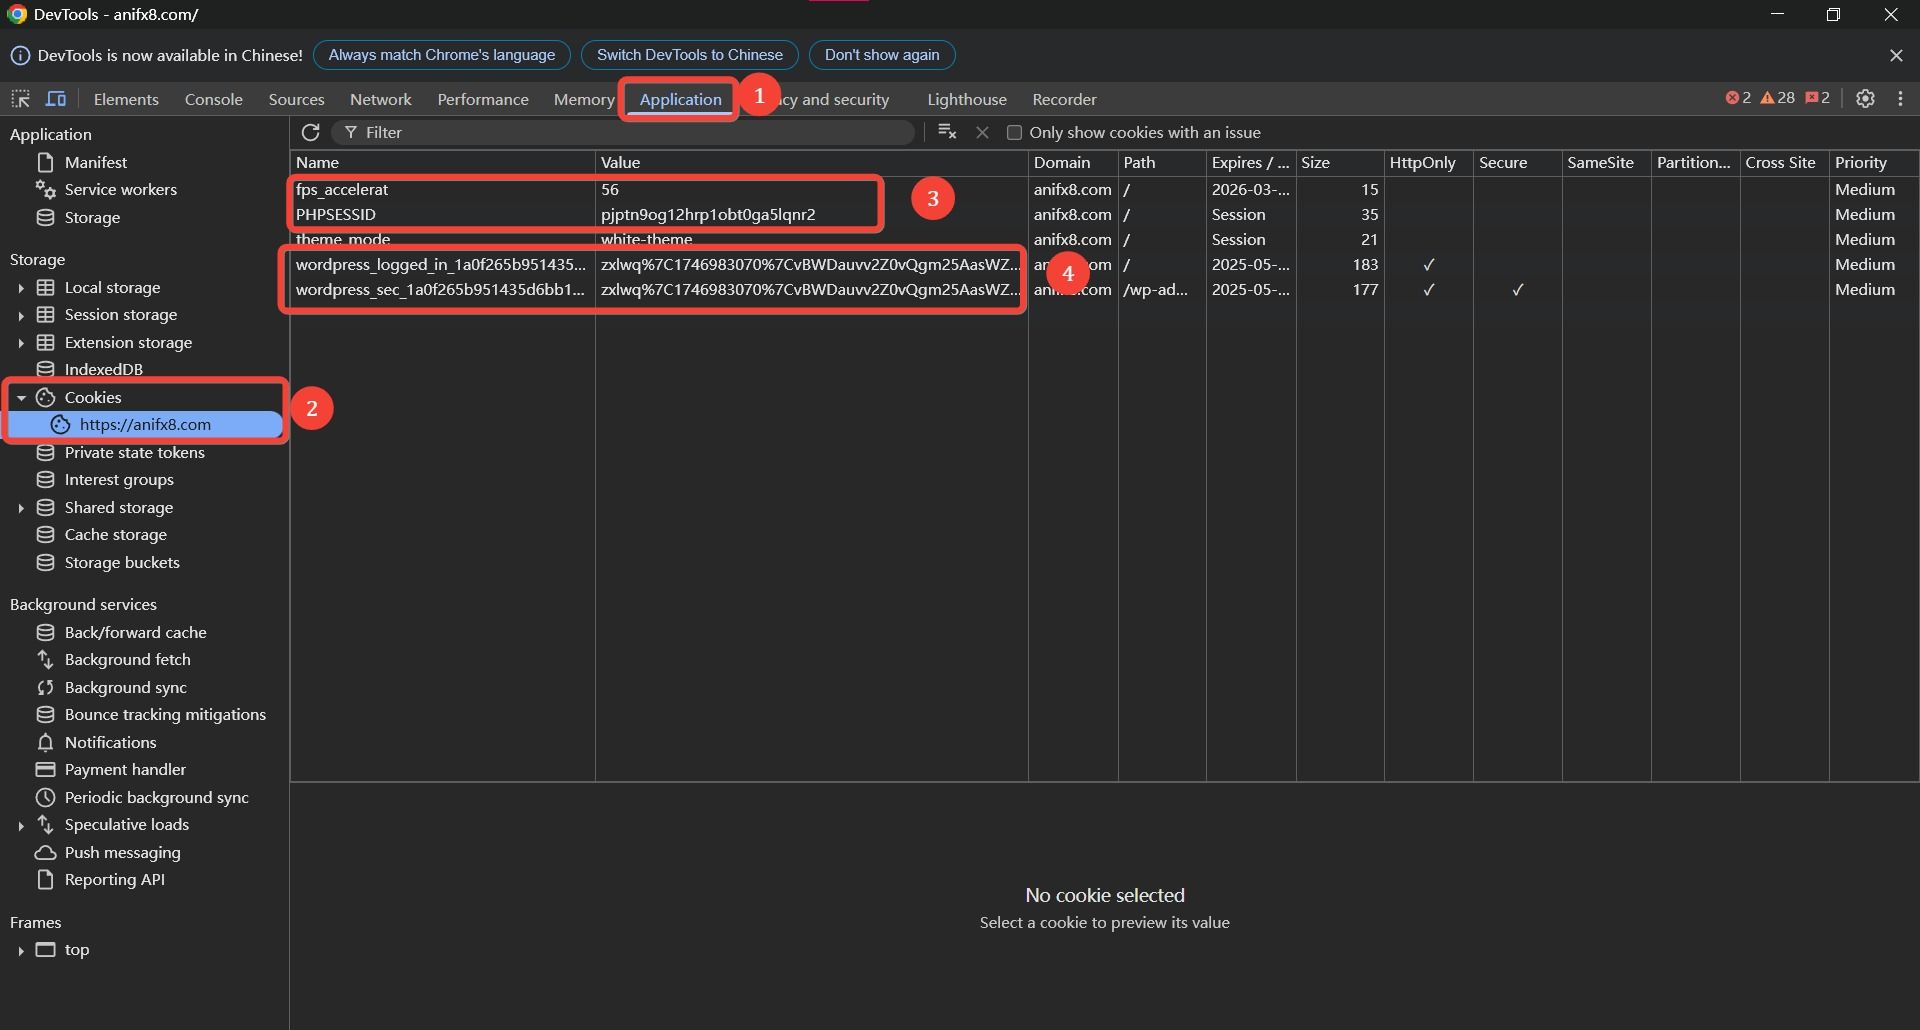 DevTools - anifx8.com/
DevTools is now available in Chinese! Always match Chrome's language Switch DevTools to Chinese Don't show again
Elements Console Sources Network Performance Memory Application 1 cy and security Lighthouse Recorder 2 28 2
Application
Manifest
Service workers
Storage
Storage
Local storage
Session storage
Extension storage
IndexedDB
Cookies
https://anifx8.com
2
Private state tokens
Interest groups
Shared storage
Cache storage
Storage buckets
Background services
Back/forward cache
Background fetch
Background sync
Bounce tracking mitigations
Notifications
Payment handler
Periodic background sync
Speculative loads
Push messaging
Reporting API
Frames
top
Filter Only show cookies with an issue
Name Value Domain Path Expires / ... Size HttpOnly Secure SameSite Partition... Cross Site Priority
fps_accelerat 56 anifx8.com / 2026-03-... 15 Medium
3
PHPSESSID pjptn9og12hrp1obt0ga5lqnr2 anifx8.com / Session 35 Medium
theme_mode white-theme anifx8.com / Session 21 Medium
wordpress_logged_in_1a0f265b951435... zxlwq%7C1746983070%7CvBWDauvv2Z0vQgm25AasWZ... an om / 2025-05-... 183 ✓ Medium
4
wordpress_sec_1a0f265b951435d6bb1... zxlwq%7C1746983070%7CvBWDauvv2Z0vQgm25AasWZ... .com /wp-ad... 2025-05-... 177 ✓ ✓ Medium
No cookie selected
Select a cookie to preview its value